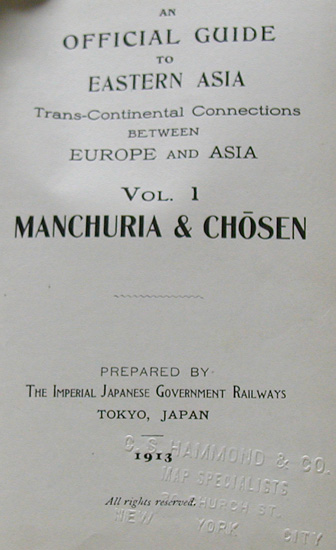 AN
OFFICIAL GUIDE
TO
EASTERN ASIA
Trans-Continental Connections
BETWEEN
EUROPE AND ASIA
VOL. 1
MANCHURIA & CHŌSEN
PREPARED BY
THE IMPERIAL JAPANESE GOVERNMENT RAILWAYS
TOKYO, JAPAN
1913
C. S. HAMMOND & CO.
MAP SPECIALISTS
All rights reserved.
CHURCH ST.
NEW YORK CITY